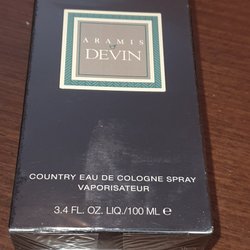 ARAMIS
DEVIN
COUNTRY EAU DE COLOGNE SPRAY
VAPORISATEUR
3.4 FL. OZ. LIQ./100 ML ℮